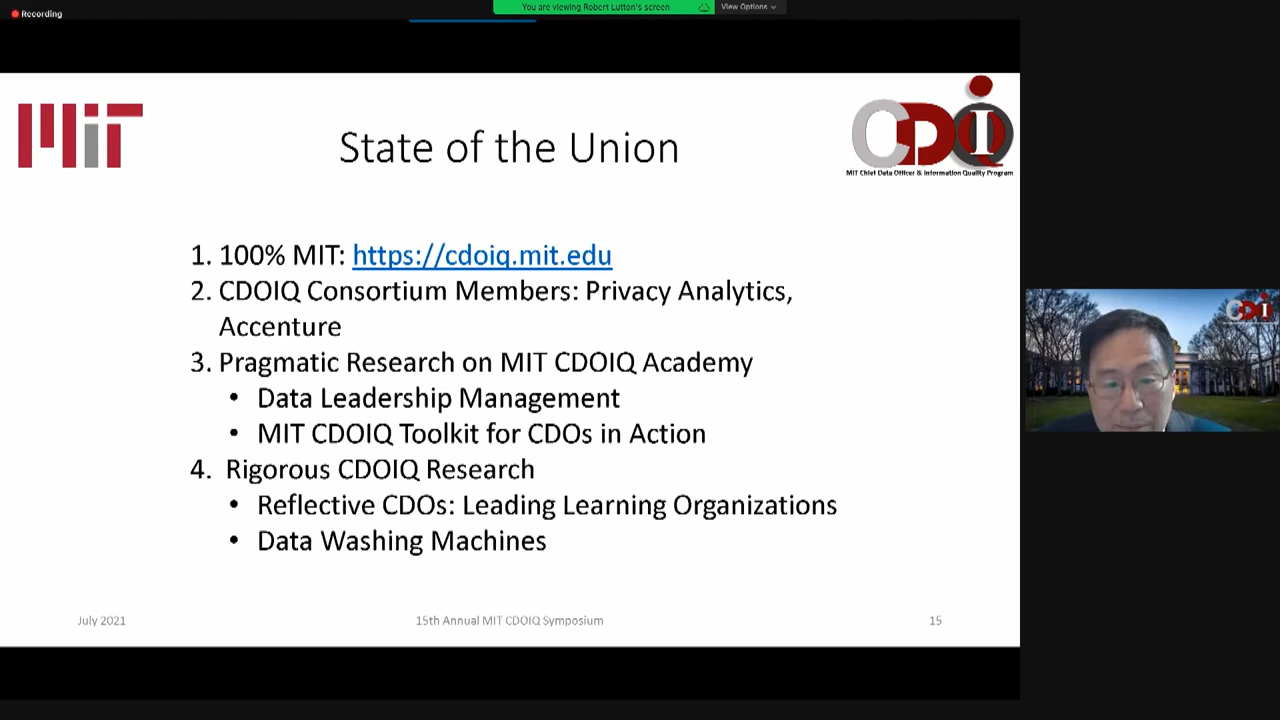 Recording
You are viewing Robert Lutton's screen
View Options
MIT
CDOIQ
MIT Chief Data Officer & Information Quality Program
State of the Union
1. 100% MIT: https://cdoiq.mit.edu
2. CDOIQ Consortium Members: Privacy Analytics,
Accenture
3. Pragmatic Research on MIT CDOIQ Academy
• Data Leadership Management
• MIT CDOIQ Toolkit for CDOs in Action
4. Rigorous CDOIQ Research
• Reflective CDOs: Leading Learning Organizations
• Data Washing Machines
July 2021
15th Annual MIT CDOIQ Symposium
15
CDOI